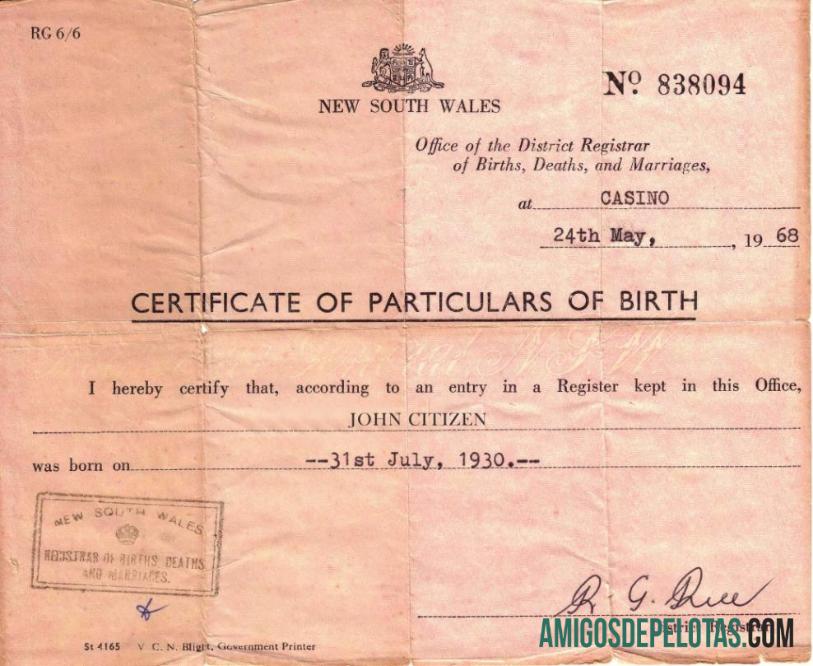 RG 6/6
NEW SOUTH WALES
Nº 838094
Office of the District Registrar
of Births, Deaths, and Marriages,
at CASINO
24th May, , 19 68
CERTIFICATE OF PARTICULARS OF BIRTH
I hereby certify that, according to an entry in a Register kept in this Office,
JOHN CITIZEN
was born on --31st July, 1930.--
NEW SOUTH WALES
REGISTRAR OF BIRTHS DEATHS
AND MARRIAGES.
R. G. Rice
AMIGOSDEPELOTAS.COM
St 4165 V. C. N. Blight, Government Printer